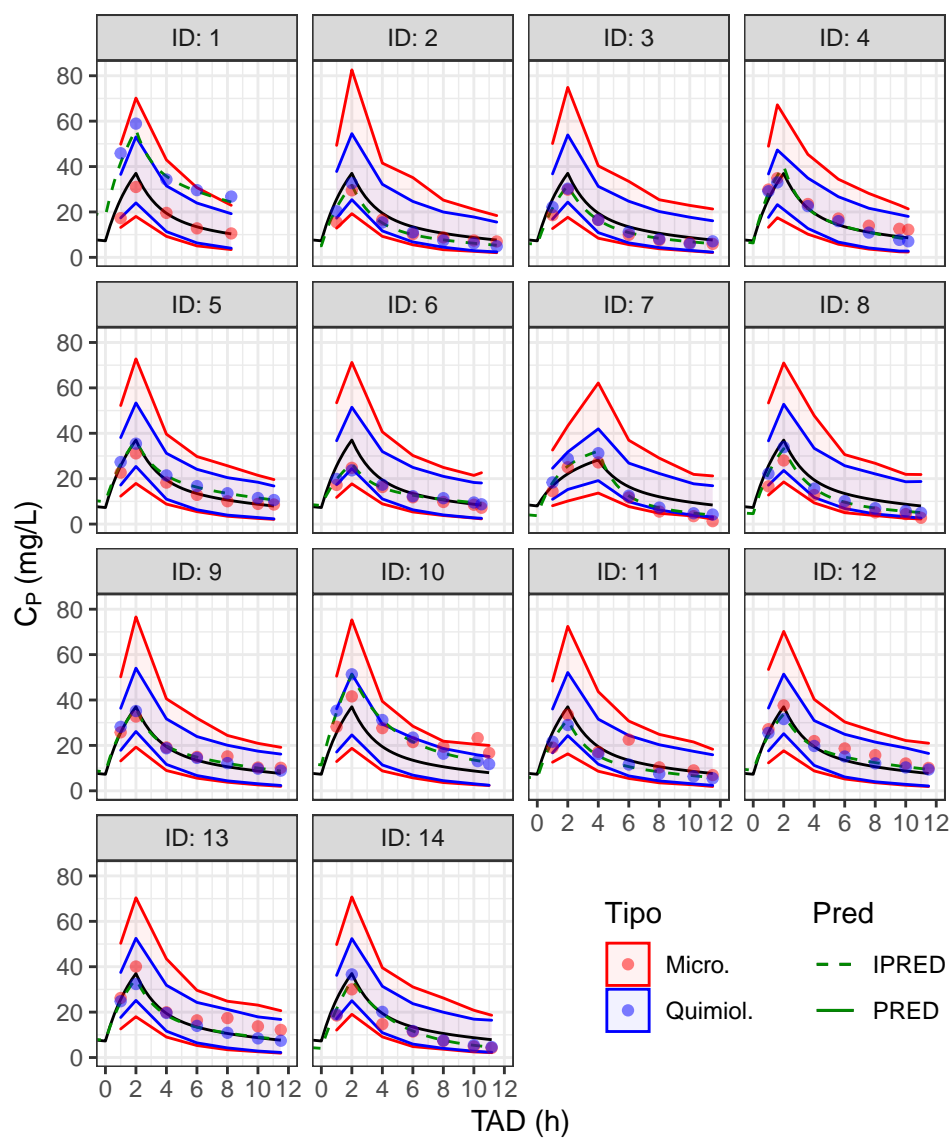 ID: 1 ID: 2 ID: 3 ID: 4
80
60
40
20
0
ID: 5 ID: 6 ID: 7 ID: 8
80
60
40
20
0
ID: 9 ID: 10 ID: 11 ID: 12
80
60
40
20
0
0 2 4 6 8 10 12 0 2 4 6 8 10 12
ID: 13 ID: 14
80
60
40
20
0
0 2 4 6 8 10 12 0 2 4 6 8 10 12
Tipo
Micro.
Quimiol.
Pred
IPRED
PRED
C_P (mg/L)
TAD (h)